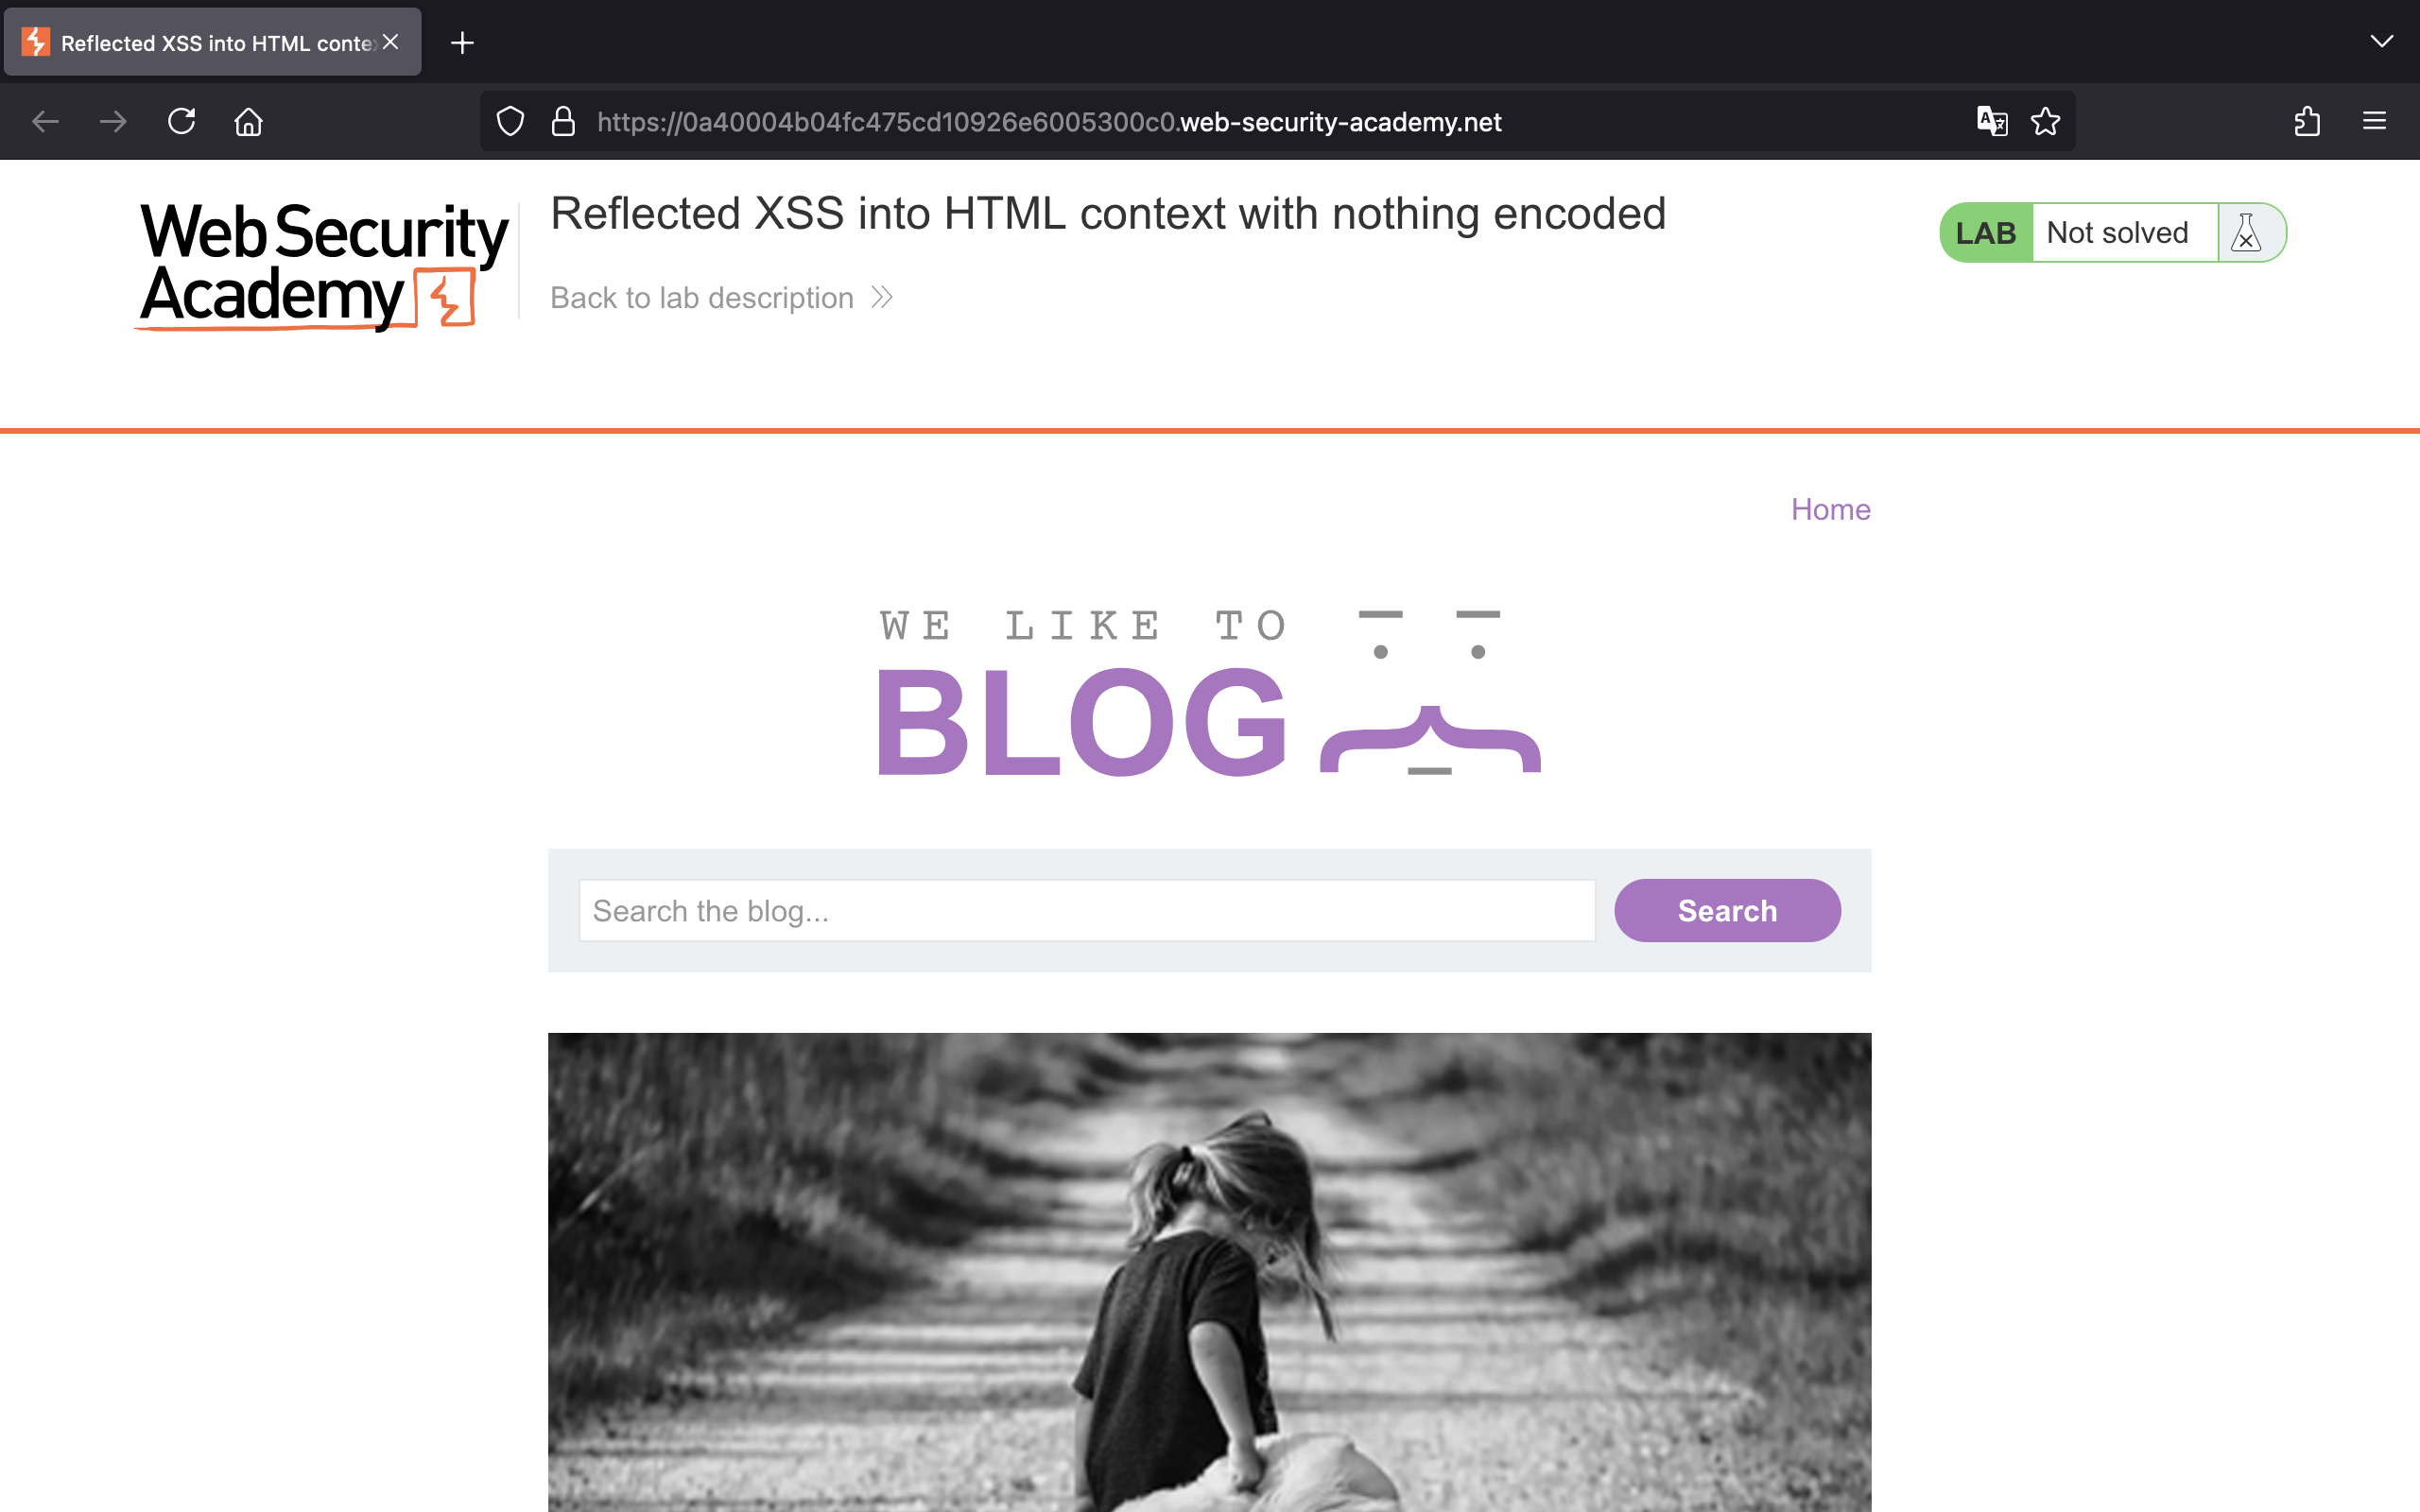 Reflected XSS into HTML conte
https://0a40004b04fc475cd10926e6005300c0.web-security-academy.net
Web Security
Academy
Reflected XSS into HTML context with nothing encoded
Back to lab description
LAB Not solved
Home
WE LIKE TO
BLOG
Search the blog...
Search